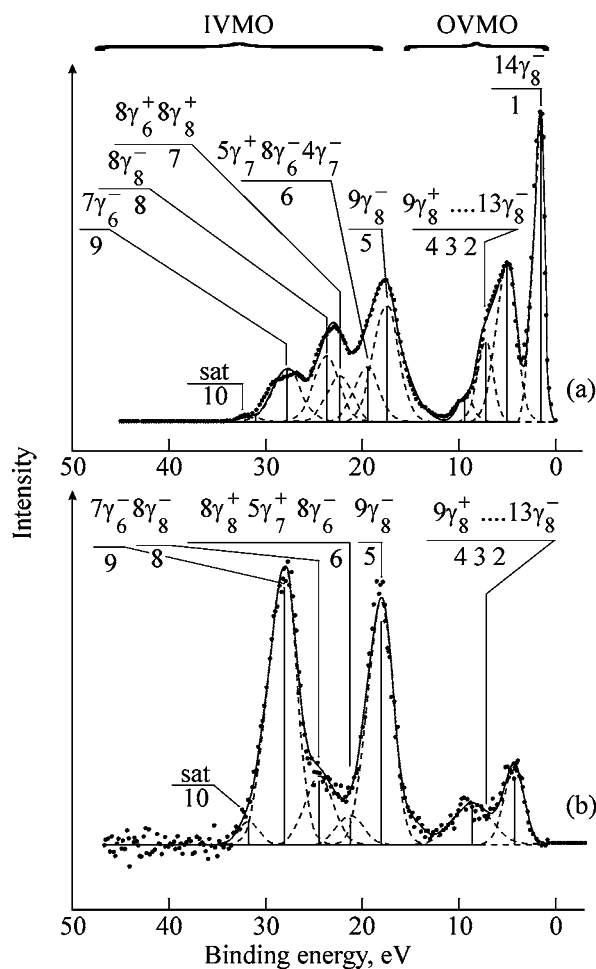 IVMO OVMO
14γ₈⁻
1
8γ₆⁺8γ₈⁺
7
5γ₇⁺8γ₆⁻4γ₇⁻
6
8γ₈⁻
8
7γ₆⁻
9
9γ₈⁻
5
9γ₈⁺ ....13γ₈⁻
4 3 2
sat
10
(a)
50 40 30 20 10 0
Intensity
7γ₆⁻8γ₈⁻
9 8
8γ₈⁺ 5γ₇⁺ 8γ₆⁻
6
9γ₈⁻
5
9γ₈⁺ ....13γ₈⁻
4 3 2
sat
10
(b)
50 40 30 20 10 0
Binding energy, eV